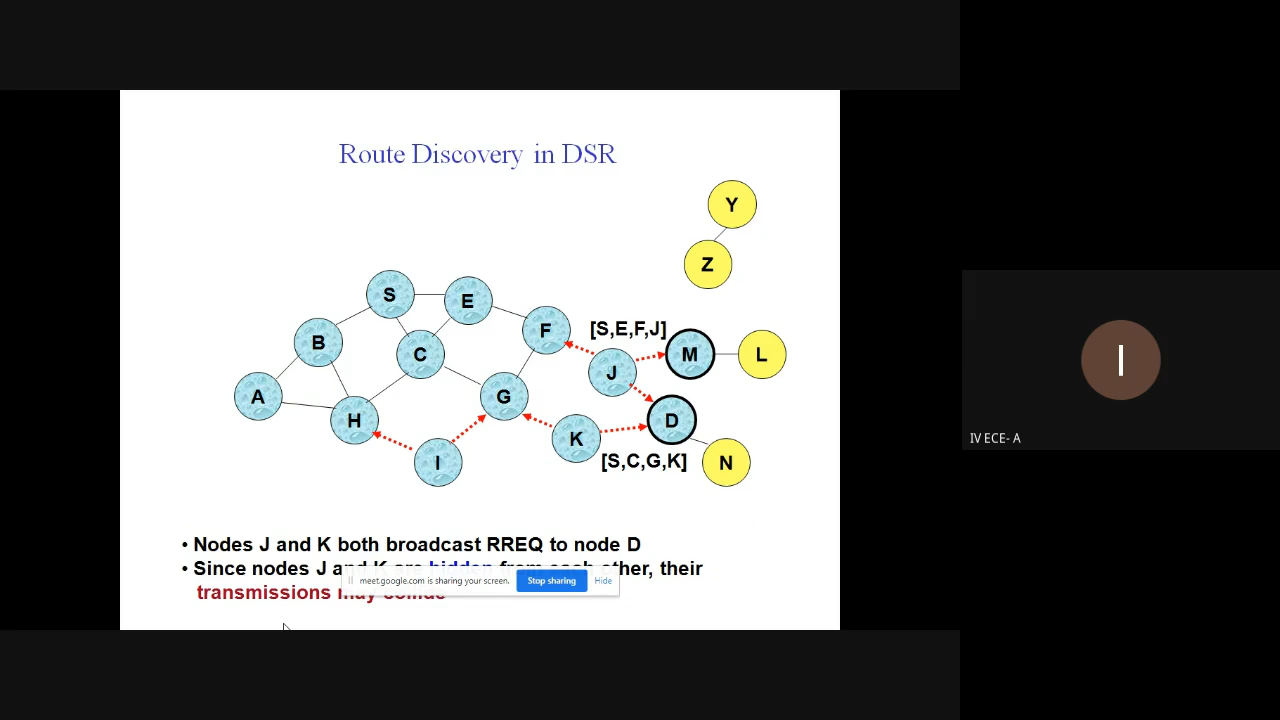 Route Discovery in DSR
Y
Z
S
E
B
C
F
[S,E,F,J]
M
L
J
A
G
H
D
K
I
[S,C,G,K]
N
• Nodes J and K both broadcast RREQ to node D
• Since nodes J and K are hidden from each other, their
transmissions may collide
meet.google.com is sharing your screen.
Stop sharing
Hide
I
IV ECE- A